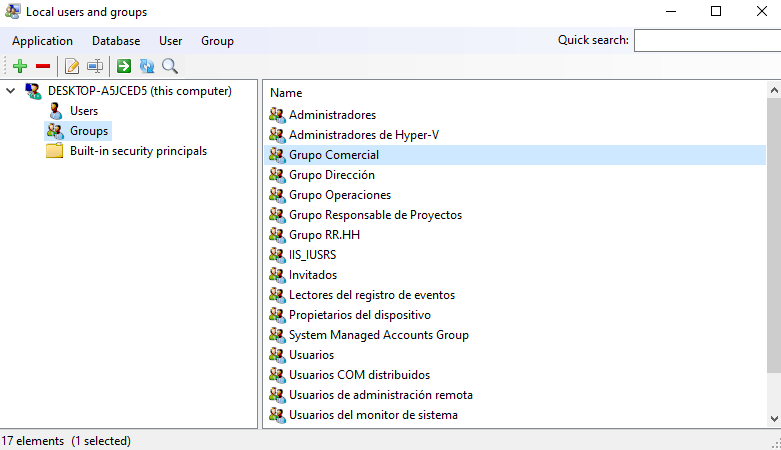 Local users and groups
Application Database User Group Quick search:
DESKTOP-A5JCED5 (this computer)
Users
Groups
Built-in security principals
Name
Administradores
Administradores de Hyper-V
Grupo Comercial
Grupo Dirección
Grupo Operaciones
Grupo Responsable de Proyectos
Grupo RR.HH
IIS_IUSRS
Invitados
Lectores del registro de eventos
Propietarios del dispositivo
System Managed Accounts Group
Usuarios
Usuarios COM distribuidos
Usuarios de administración remota
Usuarios del monitor de sistema
17 elements (1 selected)